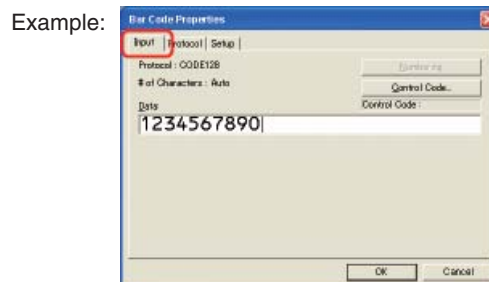 Example:
Bar Code Properties
Input Protocol Setup
Protocol : CODE128
# of Characters : Auto
Numbering
Control Code...
Data
Control Code :
1234567890
OK Cancel